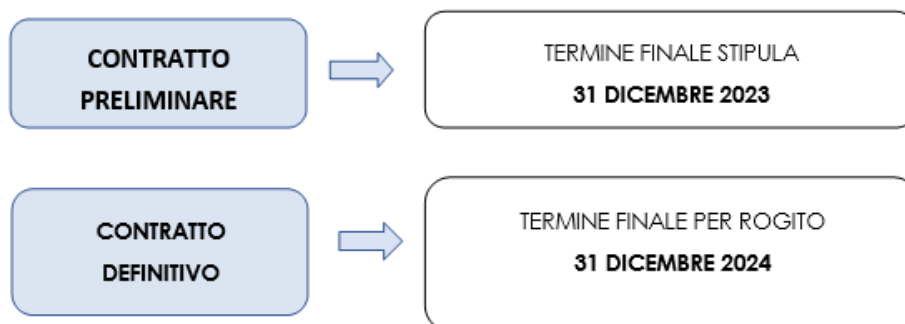 CONTRATTO
PRELIMINARE
TERMINE FINALE STIPULA
31 DICEMBRE 2023
CONTRATTO
DEFINITIVO
TERMINE FINALE PER ROGITO
31 DICEMBRE 2024